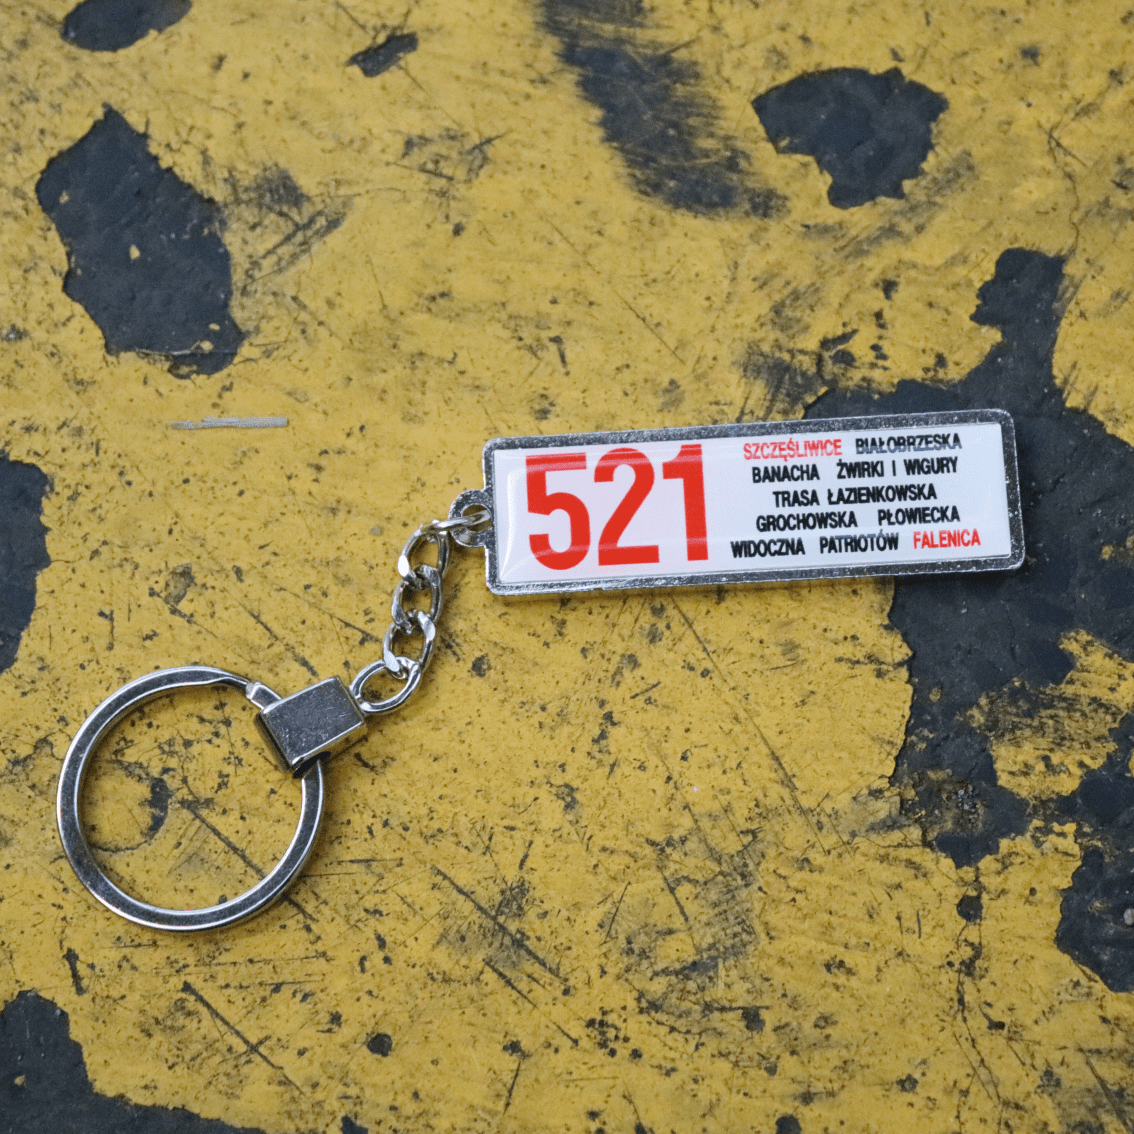 521
SZCZĘŚLIWICE BIAŁOBRZESKA
BANACHA ŻWIRKI I WIGURY
TRASA ŁAZIENKOWSKA
GROCHOWSKA PŁOWIECKA
WIDOCZNA PATRIOTÓW FALENICA